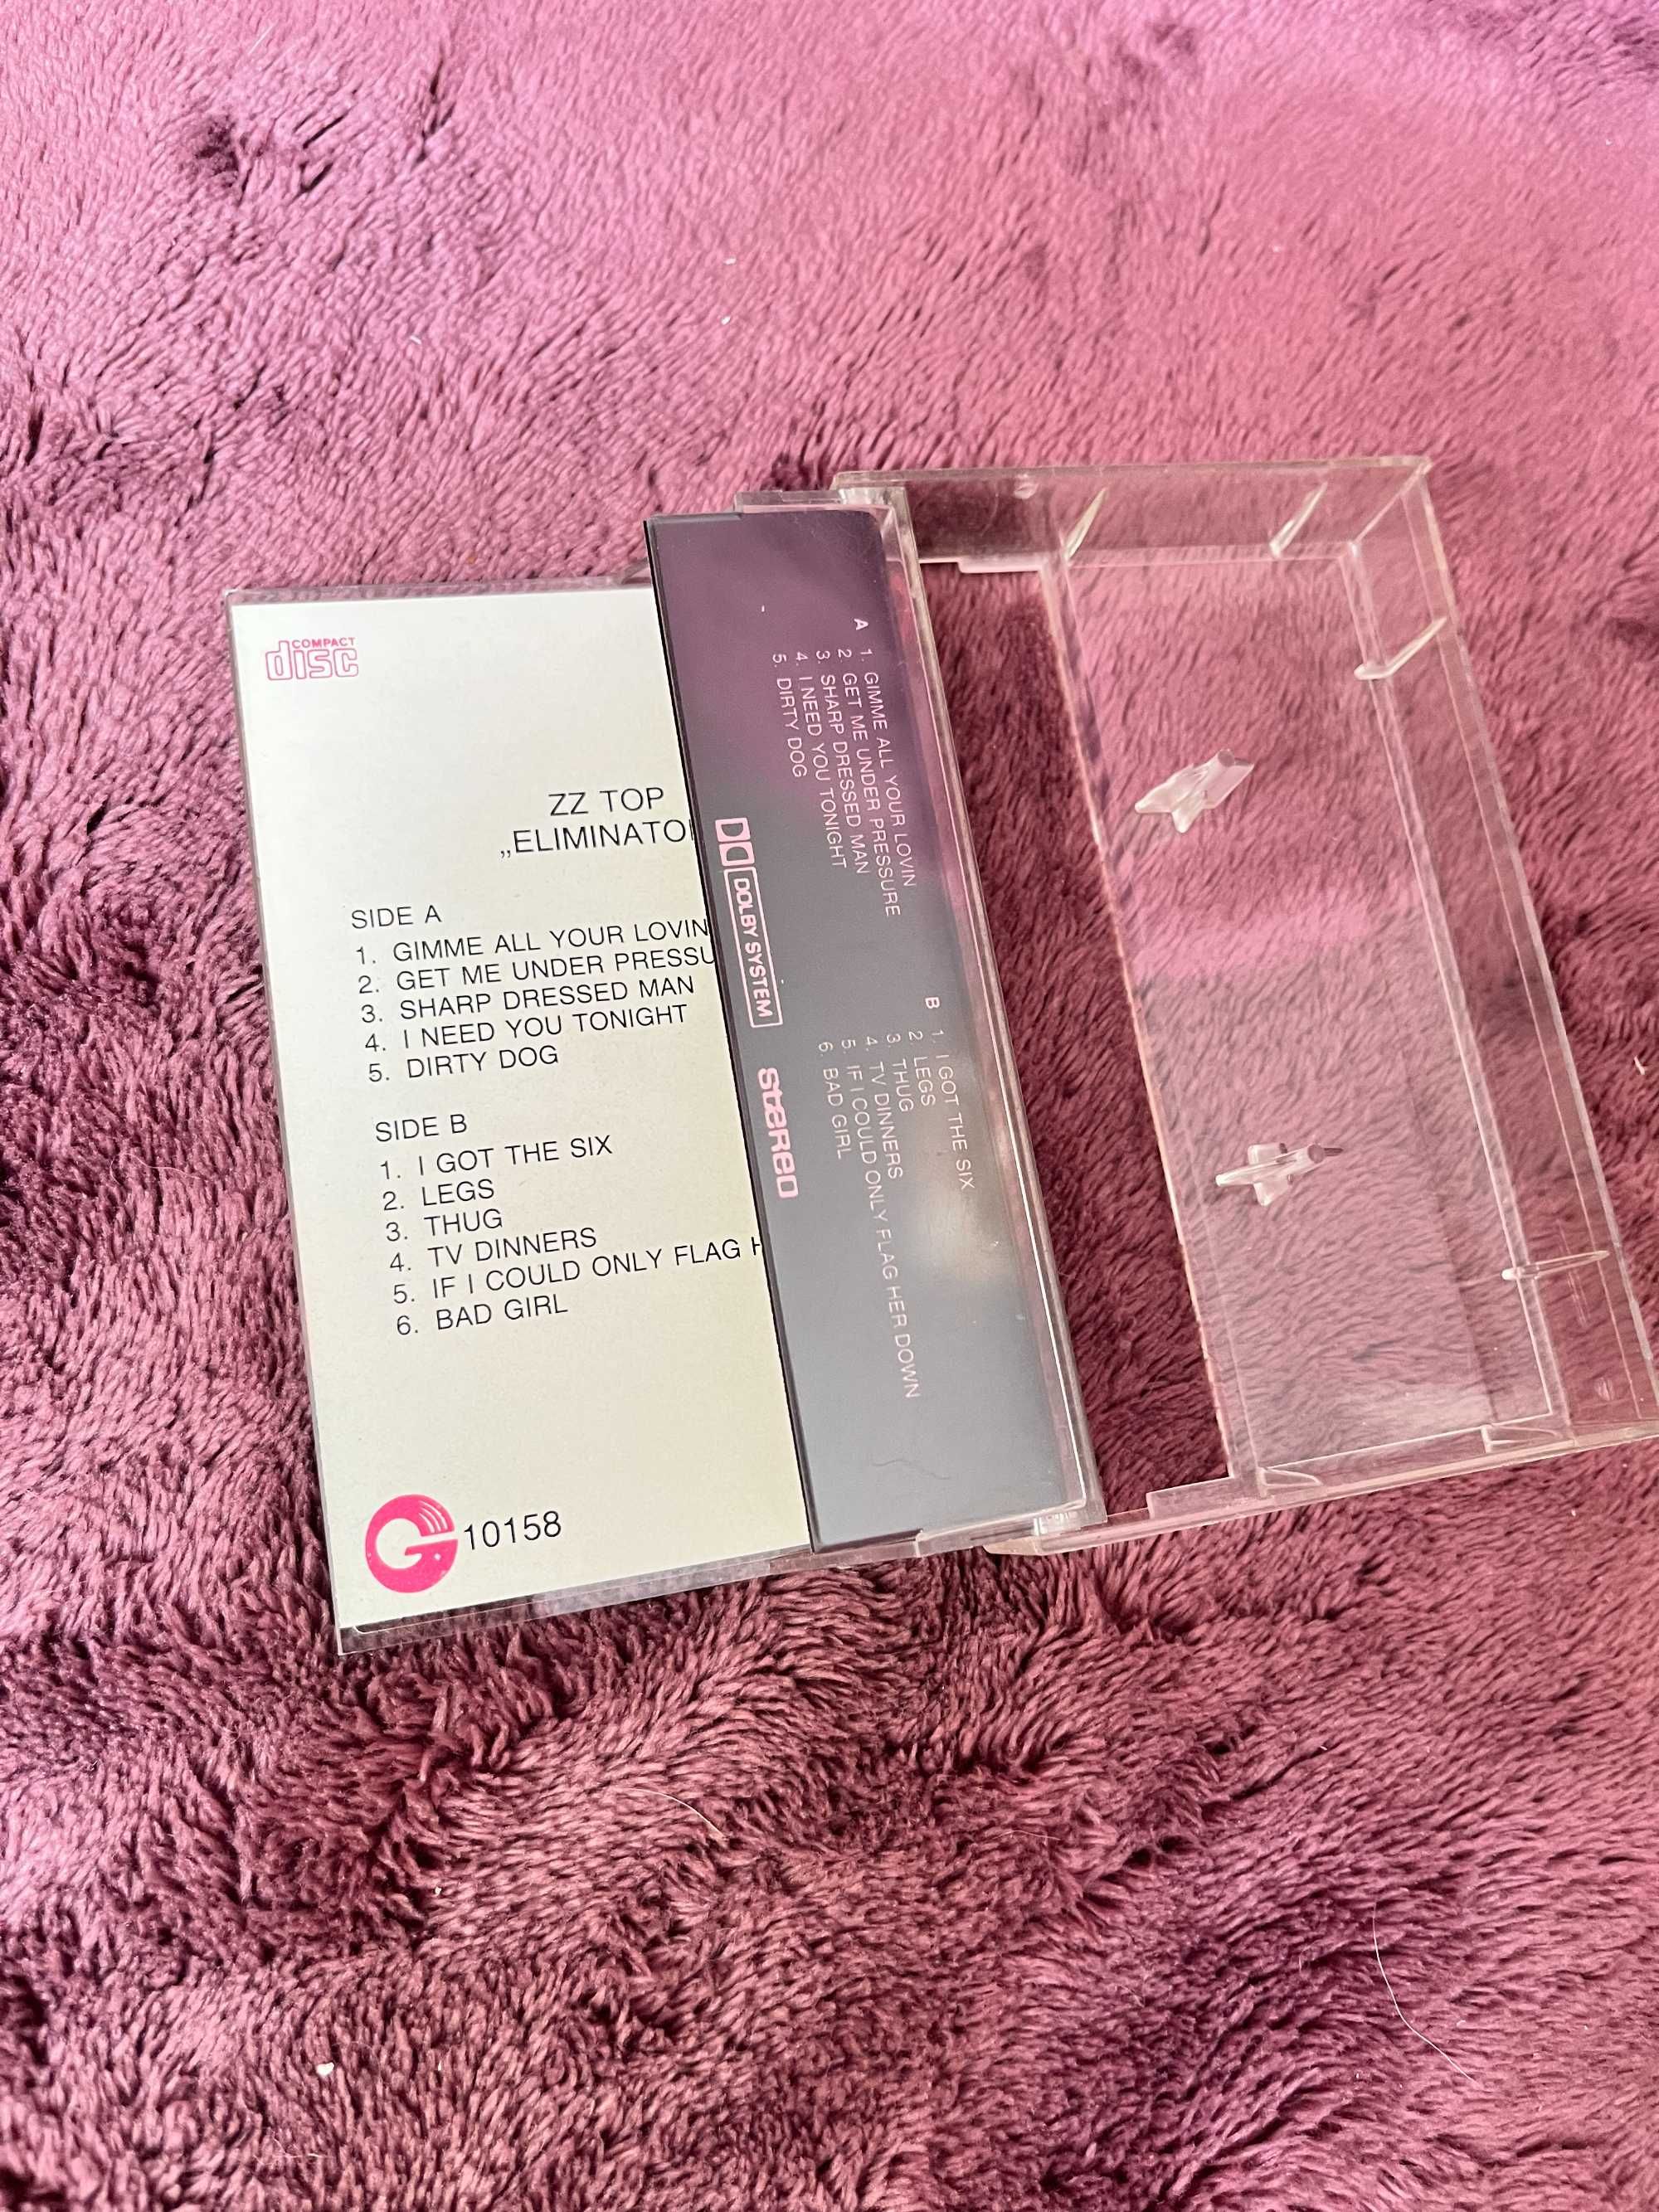 COMPACT
disc
ZZ TOP
„ELIMINATO
SIDE A
1. GIMME ALL YOUR LOVIN
2. GET ME UNDER PRESSU
3. SHARP DRESSED MAN
4. I NEED YOU TONIGHT
5. DIRTY DOG
SIDE B
1. I GOT THE SIX
2. LEGS
3. THUG
4. TV DINNERS
5. IF I COULD ONLY FLAG H
6. BAD GIRL
G 10158
A 1. GIMME ALL YOUR LOVIN
2 GET ME UNDER PRESSURE
3. SHARP DRESSED MAN
4. I NEED YOU TONIGHT
5. DIRTY DOG
B 1. I GOT THE SIX
2 LEGS
3. THUG
4. TV DINNERS
5. IF I COULD ONLY FLAG HER DOWN
6. BAD GIRL
DOLBY SYSTEM
stereo